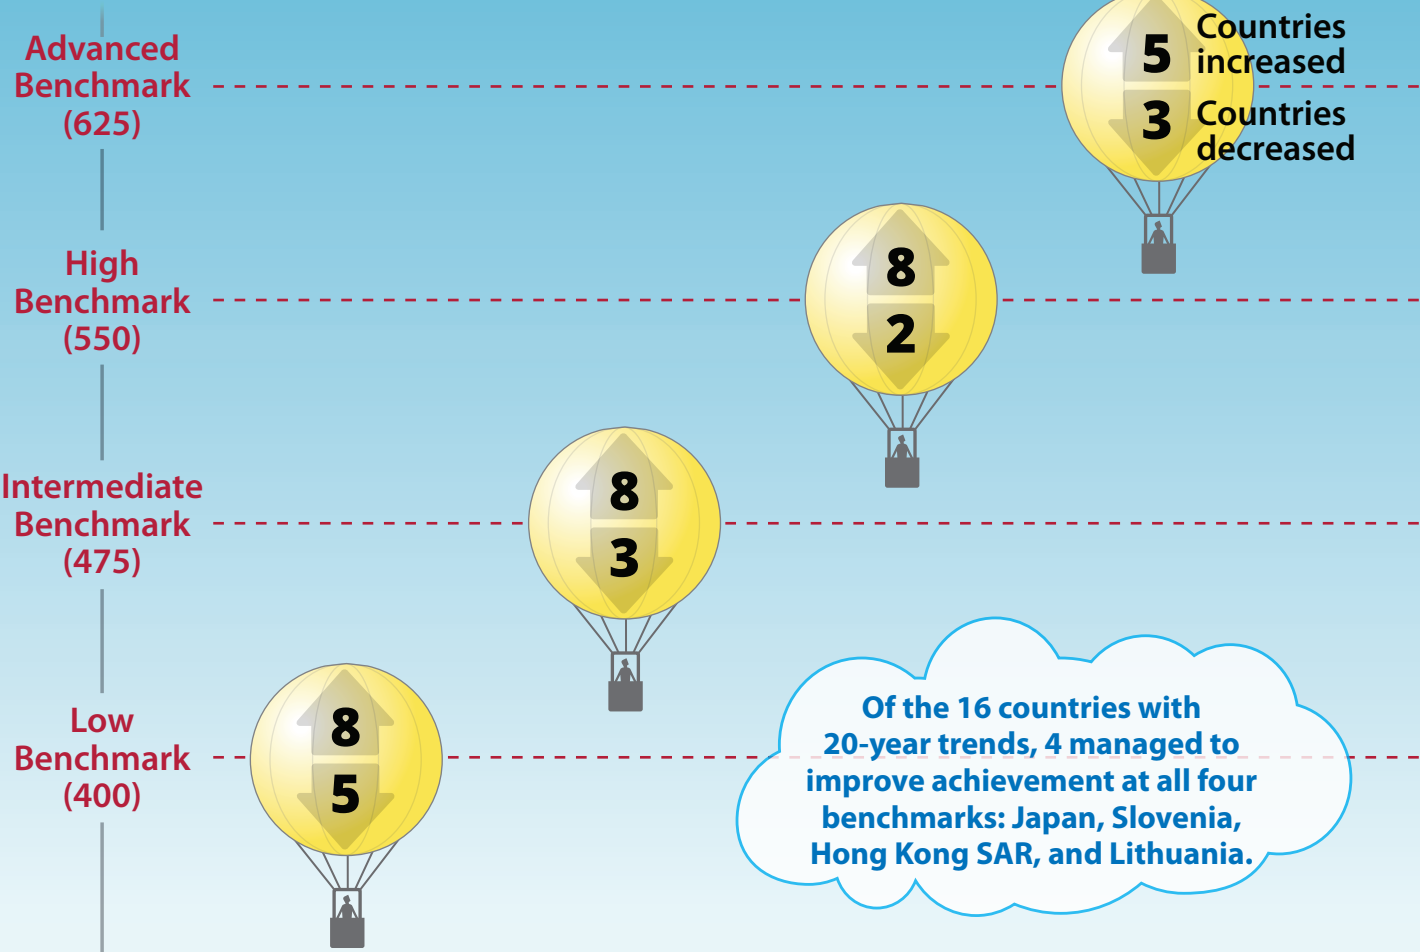 Advanced
Benchmark
(625)
5 Countries
increased
3 Countries
decreased
High
Benchmark
(550)
8
2
Intermediate
Benchmark
(475)
8
3
Low
Benchmark
(400)
8
5
Of the 16 countries with
20-year trends, 4 managed to
improve achievement at all four
benchmarks: Japan, Slovenia,
Hong Kong SAR, and Lithuania.